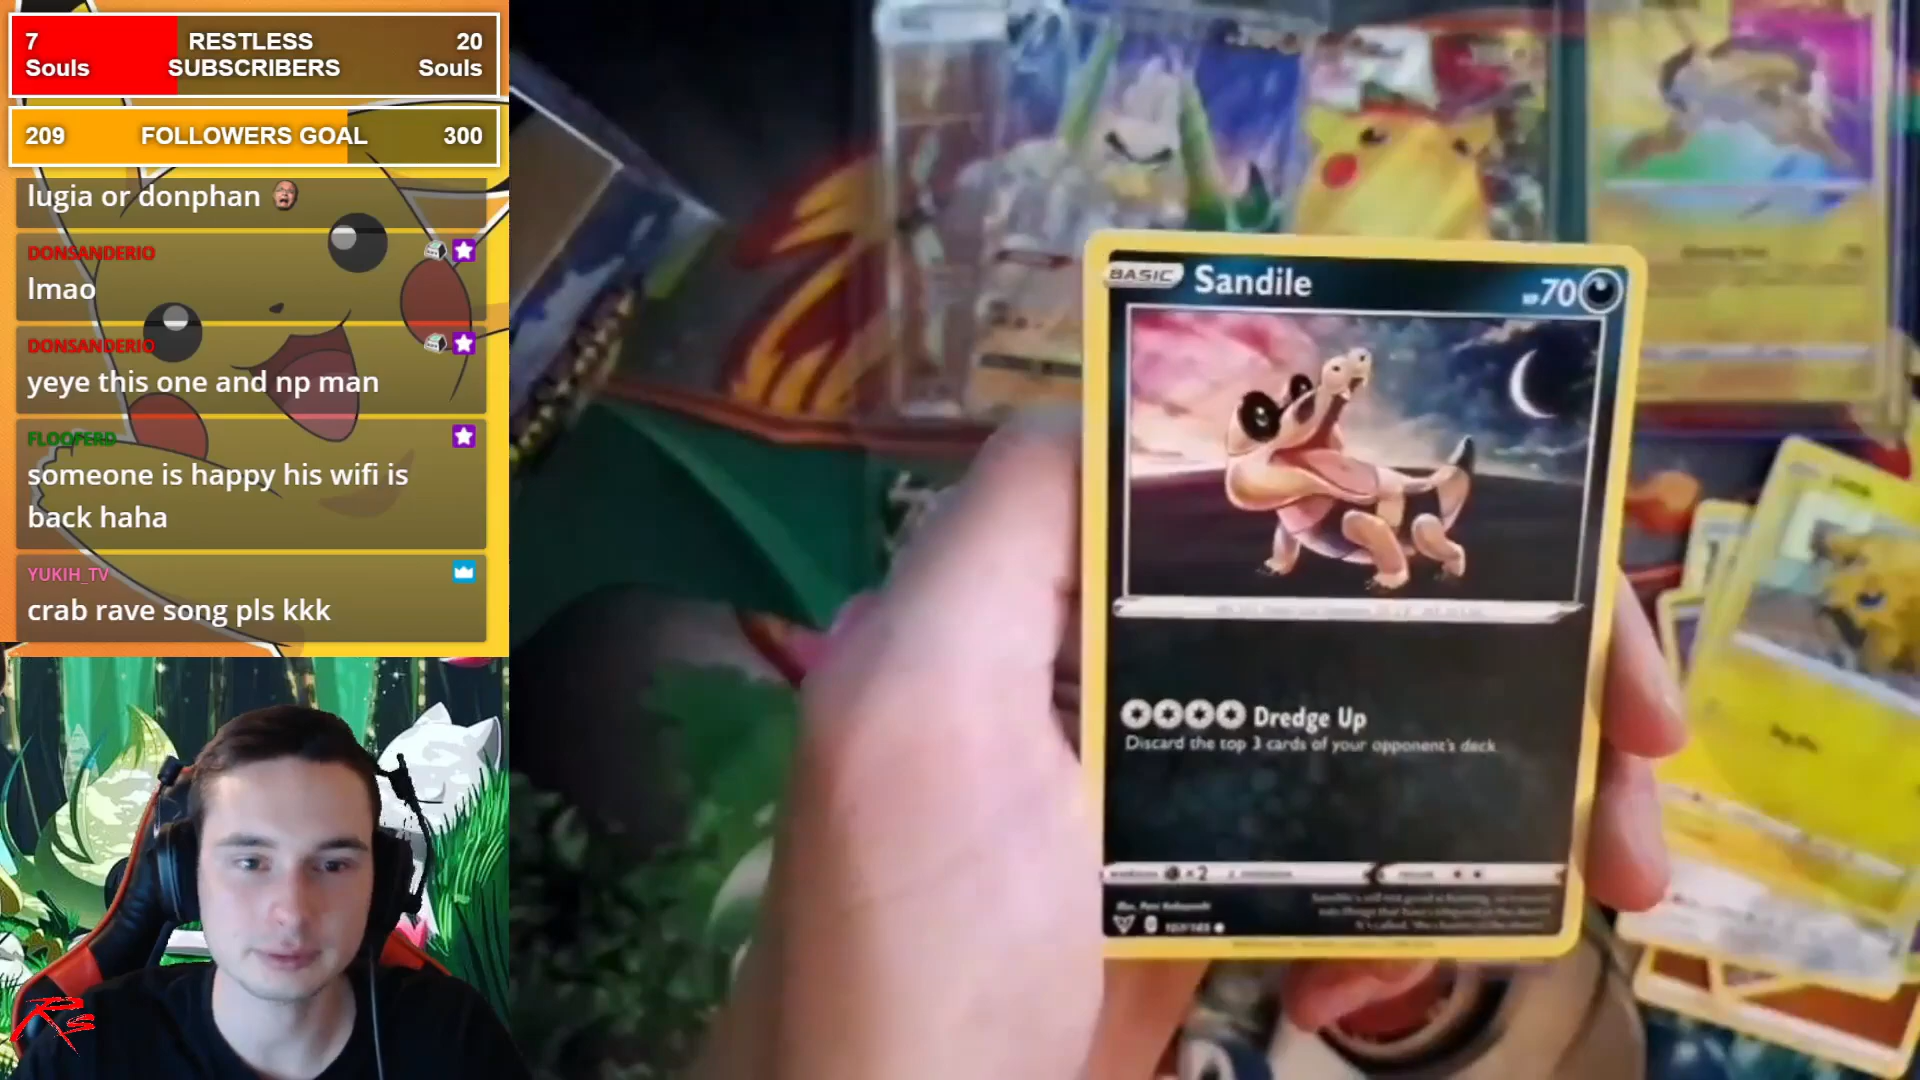 7 RESTLESS 20
Souls SUBSCRIBERS Souls
209 FOLLOWERS GOAL 300
lugia or donphan
DONSANDERIO
lmao
DONSANDERIO
yeye this one and np man
FLOOFERD
someone is happy his wifi is
back haha
YUKIH_TV
crab rave song pls kkk
BASIC Sandile HP 70
Dredge Up
Discard the top 3 cards of your opponent's deck
×2